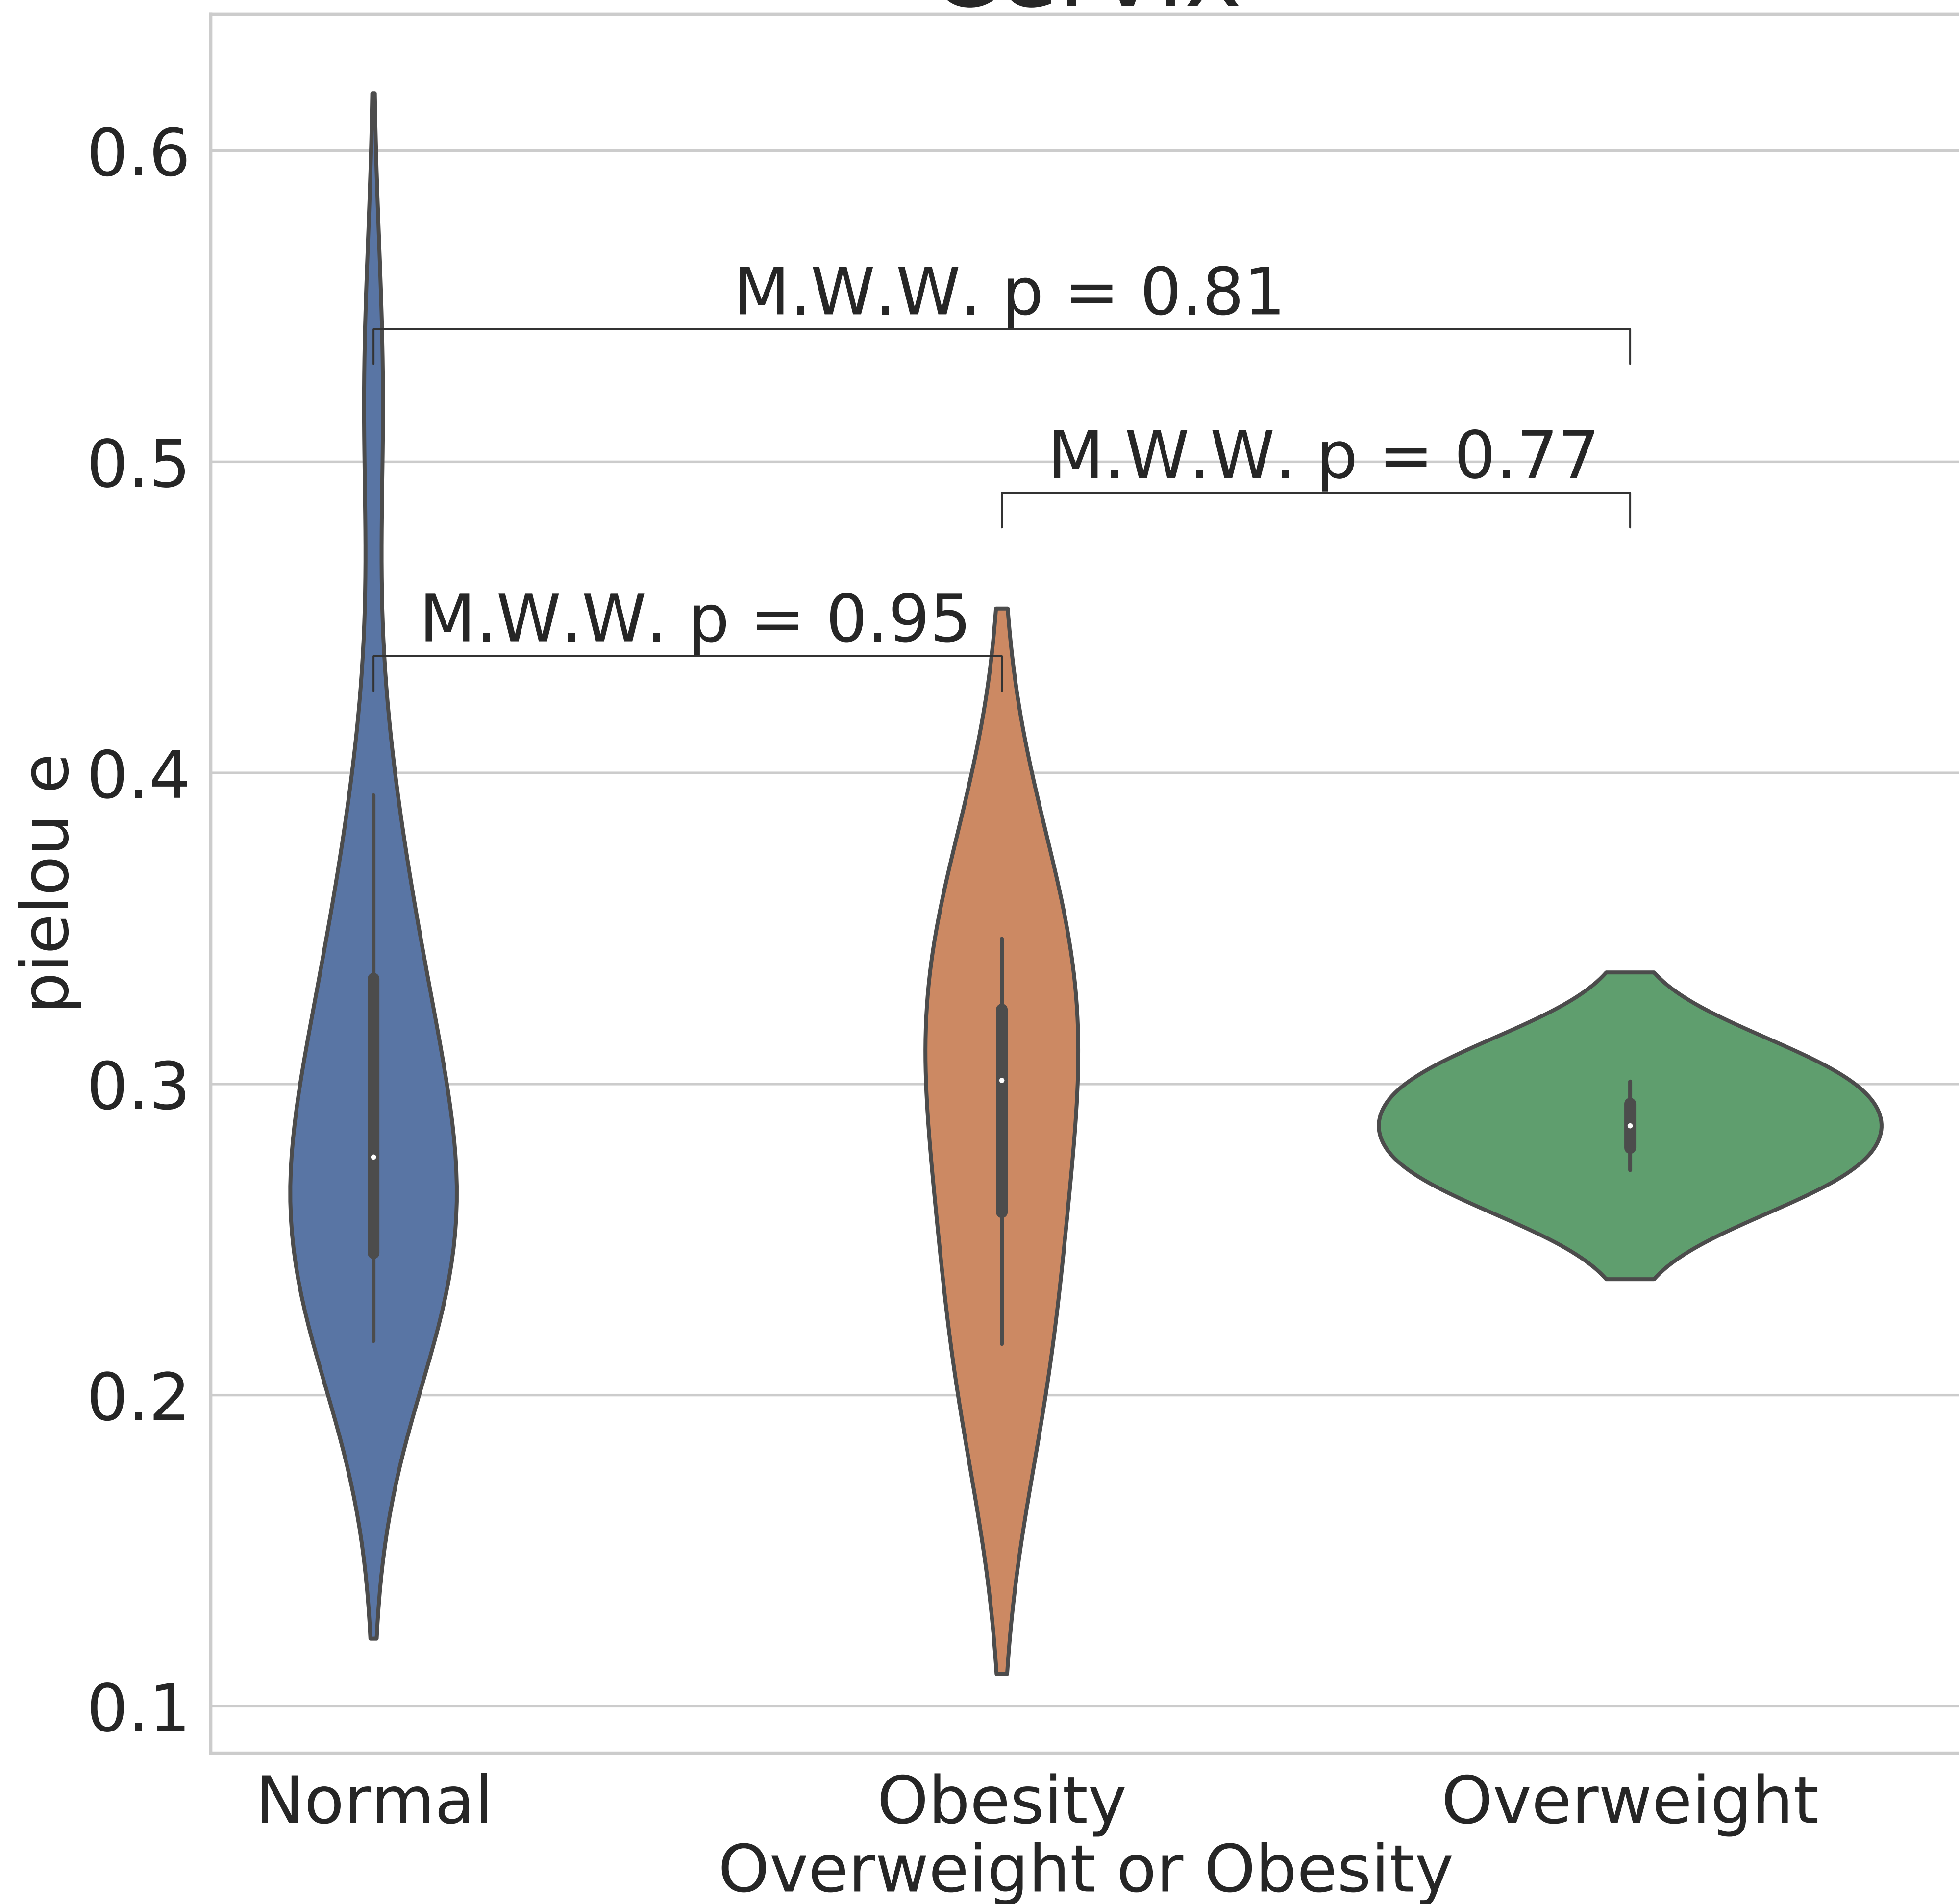 0.6
M.W.W. p = 0.81
0.5
M.W.W. p = 0.77
M.W.W. p = 0.95
0.4
pielou e
0.3
0.2
0.1
Normal Obesity Overweight
Overweight or Obesity